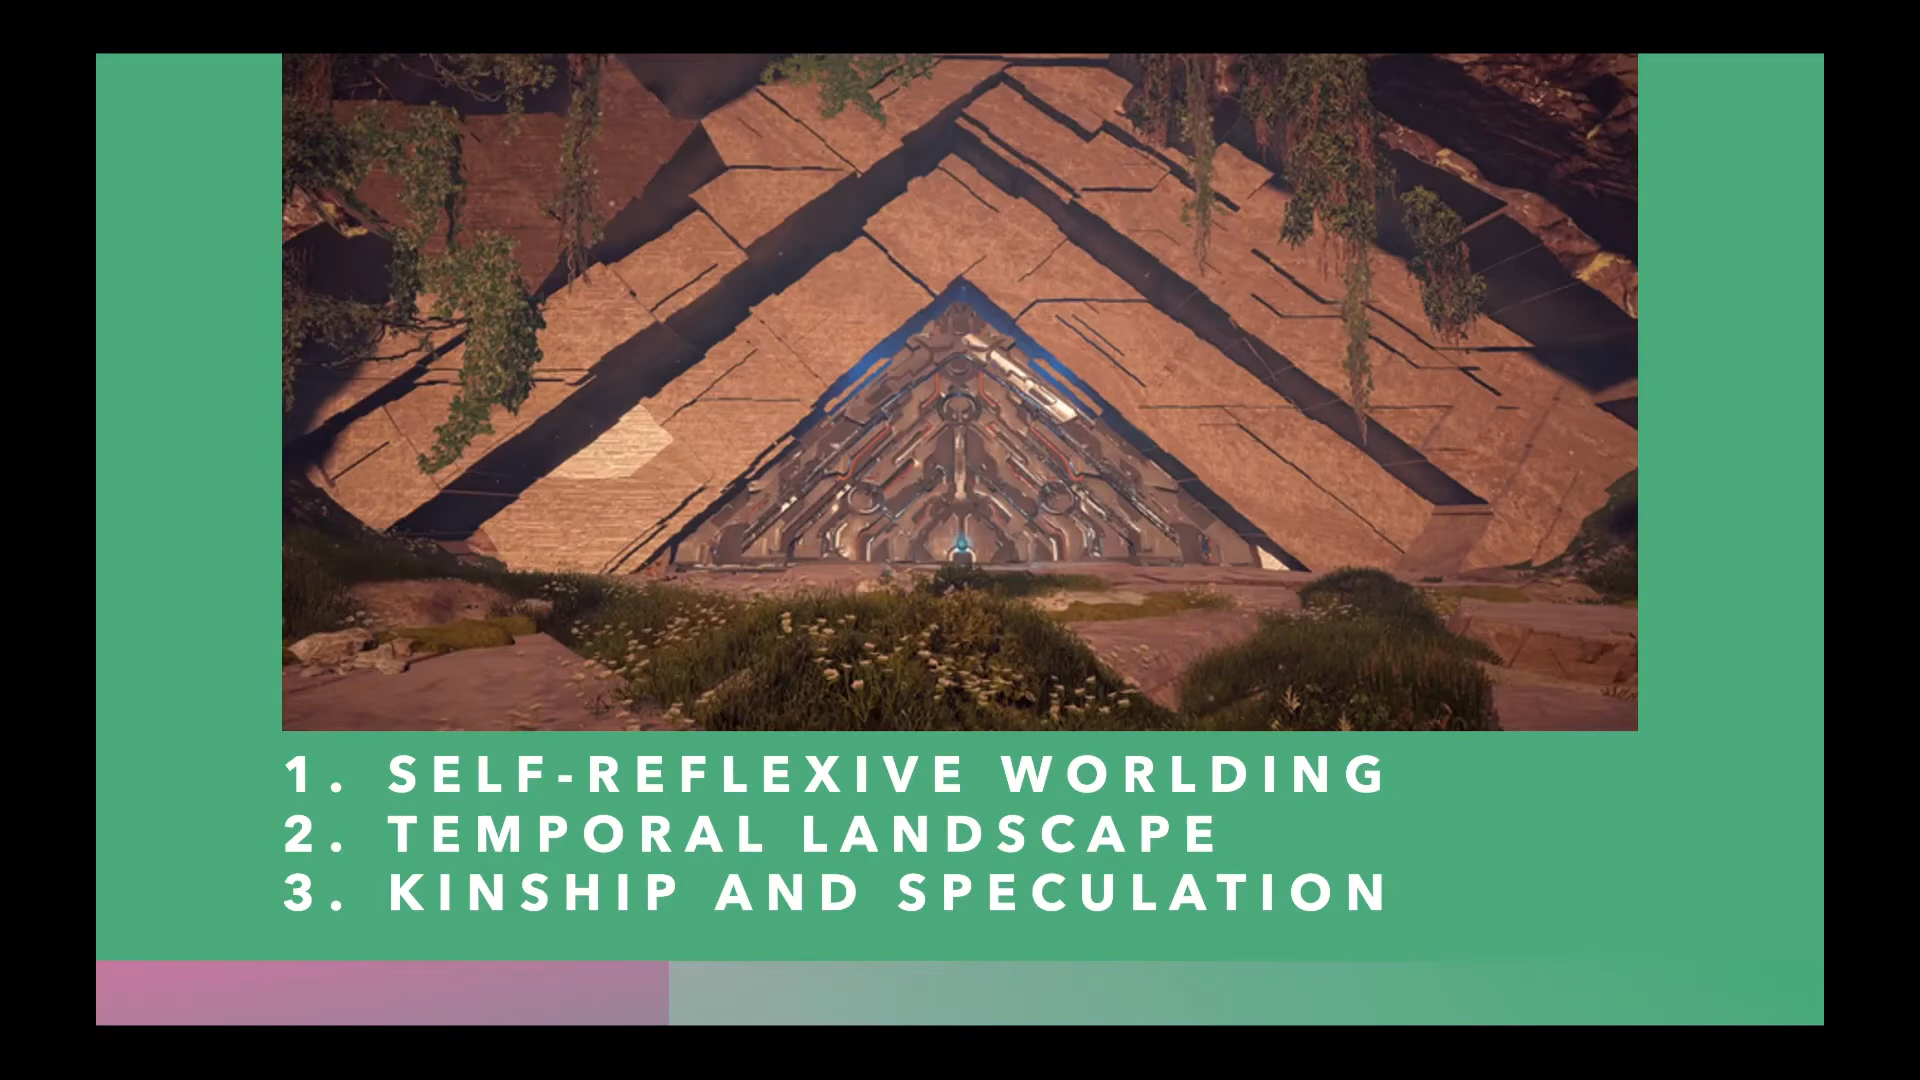 1. SELF-REFLEXIVE WORLDING
2. TEMPORAL LANDSCAPE
3. KINSHIP AND SPECULATION